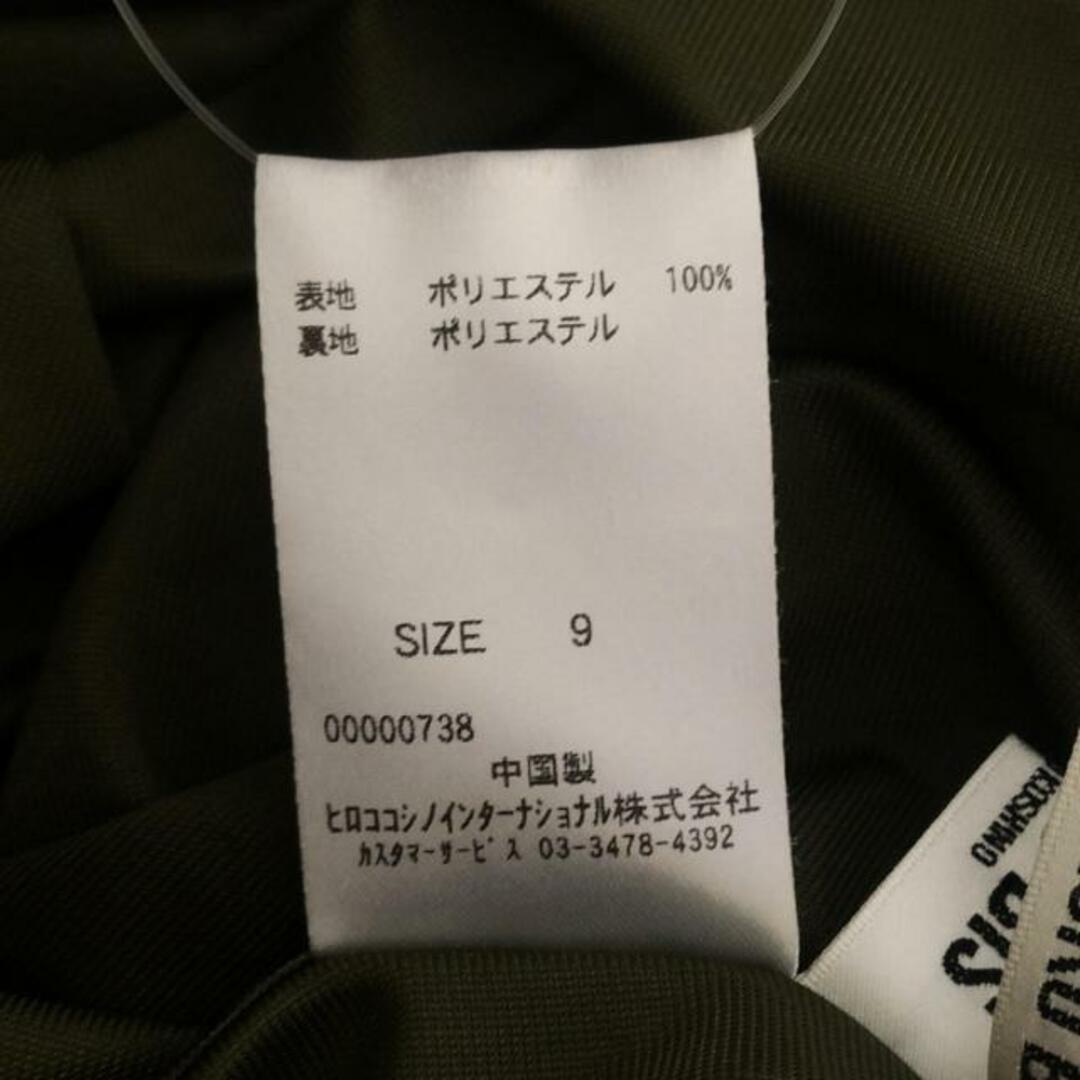 表地 ポリエステル 100%
裏地 ポリエステル
SIZE 9
00000738
中国製
ヒロココシノインターナショナル株式会社
カスタマーサービス 03-3478-4392